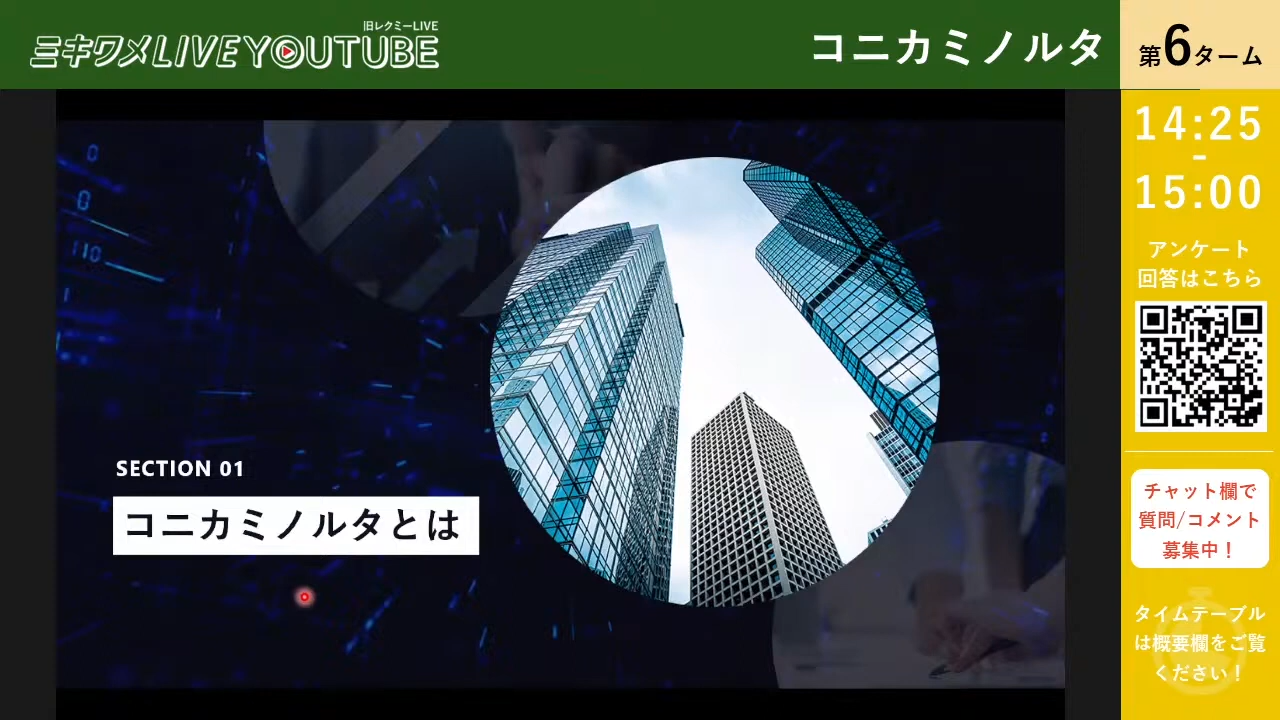 旧レクミーLIVE
ミキワメLIVE YOUTUBE
コニカミノルタ
第6ターム
14:25
-
15:00
アンケート
回答はこちら
チャット欄で
質問/コメント
募集中！
タイムテーブル
は概要欄をご覧
ください！
0
0
110
1
SECTION 01
コニカミノルタとは